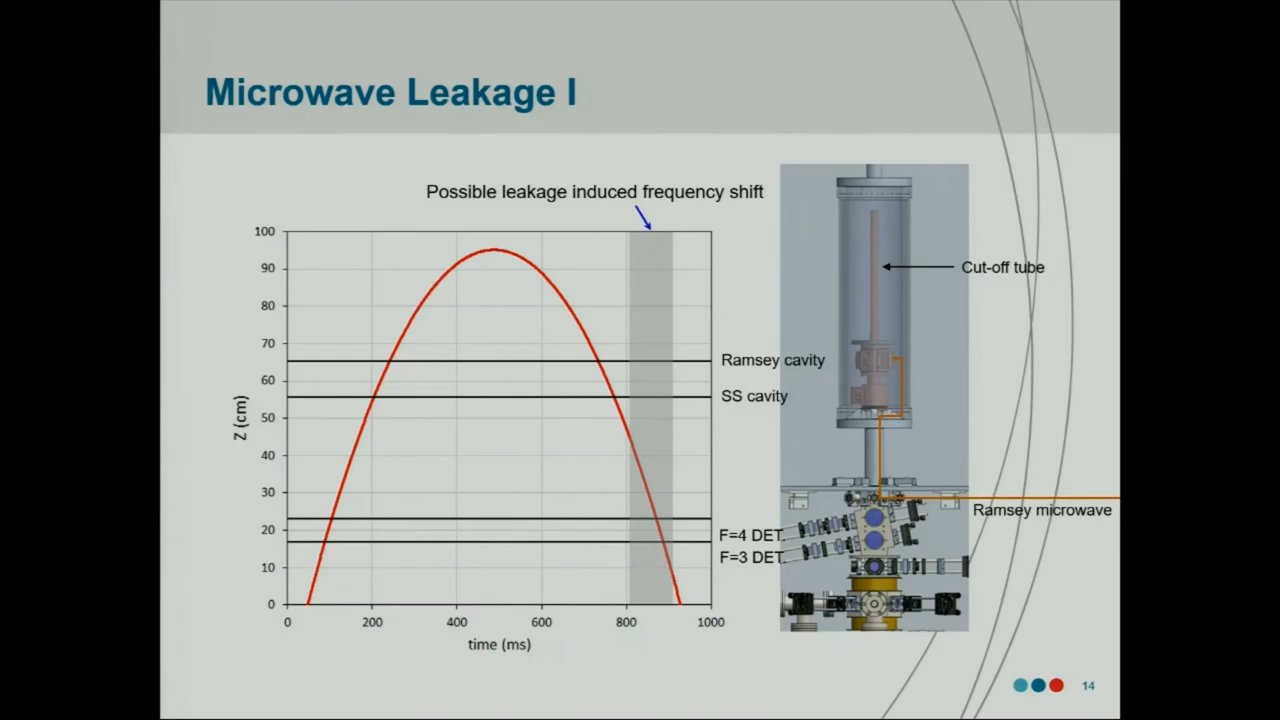 Microwave Leakage I
Possible leakage induced frequency shift
100
90
80
70
60
50
40
30
20
10
0
Z (cm)
0 200 400 600 800 1000
time (ms)
Ramsey cavity
SS cavity
F=4 DET.
F=3 DET.
Cut-off tube
Ramsey microwave
14